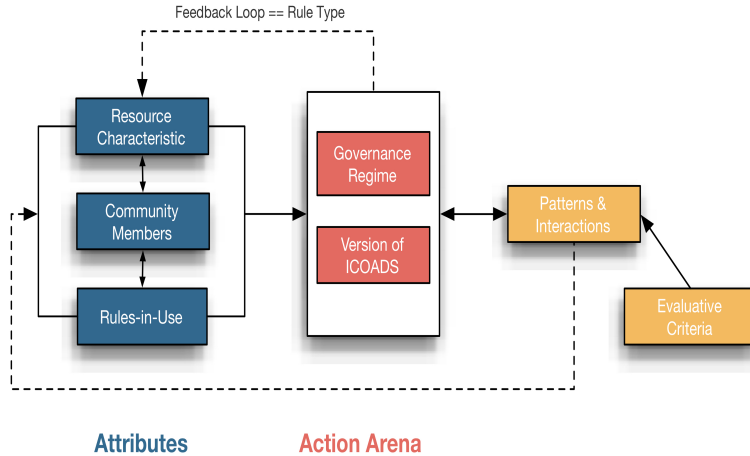 Feedback Loop == Rule Type
Resource
Characteristic
Community
Members
Rules-in-Use
Governance
Regime
Version of
ICOADS
Patterns &
Interactions
Evaluative
Criteria
Attributes
Action Arena